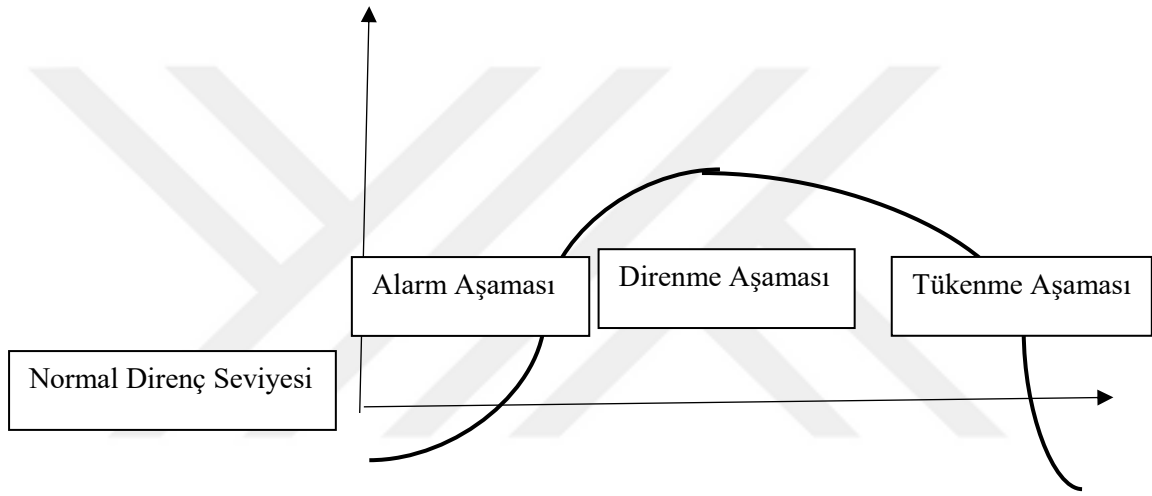 Alarm Aşaması
Direnme Aşaması
Tükenme Aşaması
Normal Direnç Seviyesi